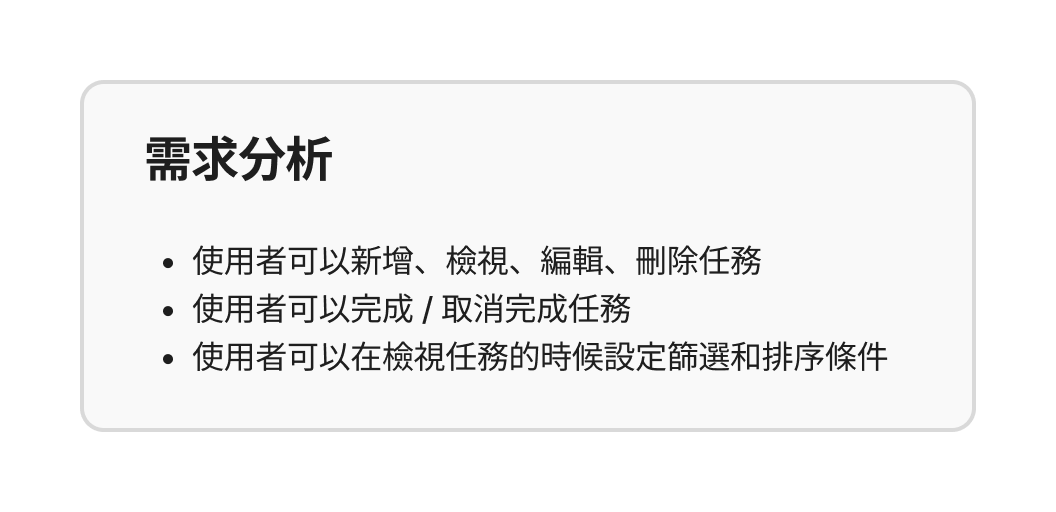 需求分析
• 使用者可以新增、檢視、編輯、刪除任務
• 使用者可以完成 / 取消完成任務
• 使用者可以在檢視任務的時候設定篩選和排序條件